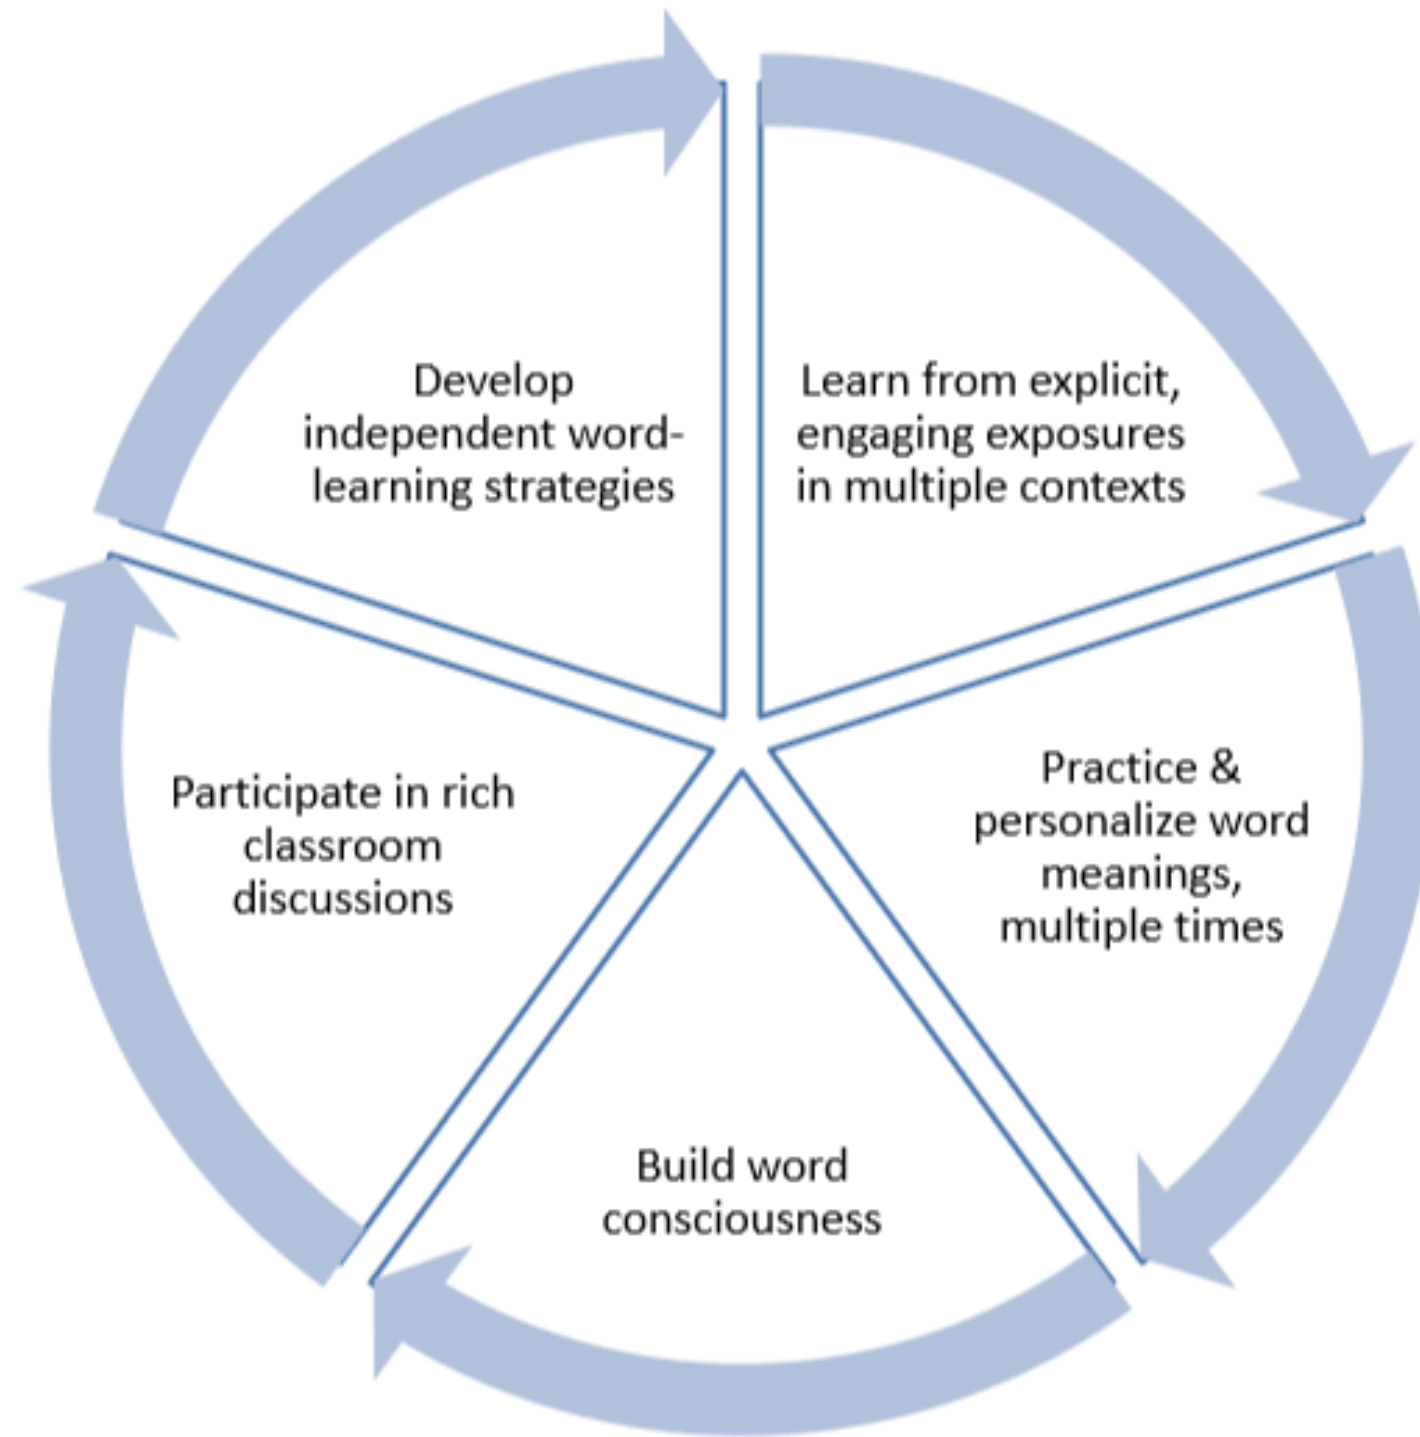 Develop
independent word-
learning strategies
Learn from explicit,
engaging exposures
in multiple contexts
Practice &
personalize word
meanings,
multiple times
Build word
consciousness
Participate in rich
classroom
discussions